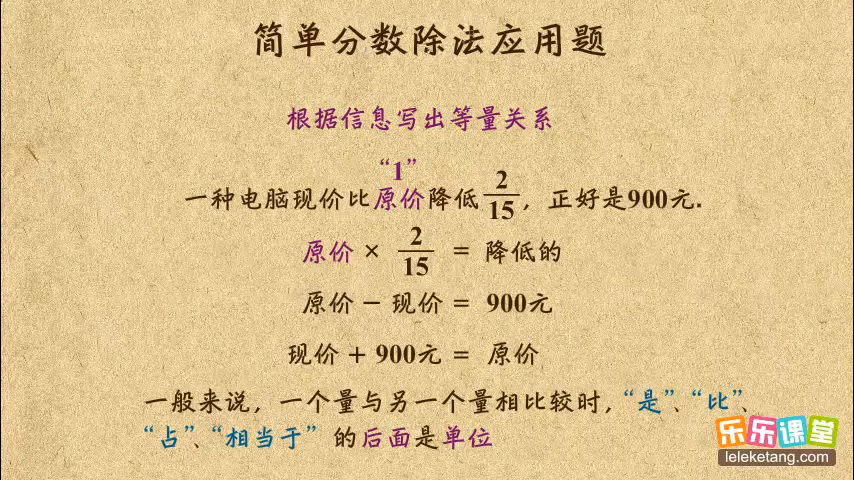 简单分数除法应用题
根据信息写出等量关系
“1”
一种电脑现价比原价降低2/15，正好是900元.
原价 × 2/15 = 降低的
原价 − 现价 = 900元
现价 + 900元 = 原价
一般来说，一个量与另一个量相比较时，“是”、“比”、
“占”、“相当于” 的后面是单位
乐乐课堂
leleketang.com